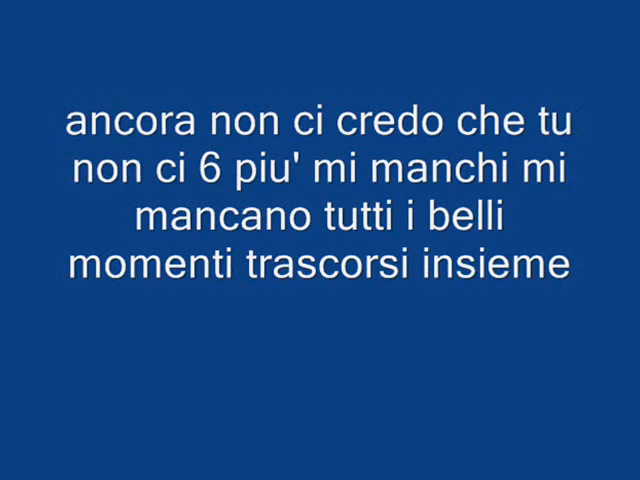 ancora non ci credo che tu
non ci 6 piu' mi manchi mi
mancano tutti i belli
momenti trascorsi insieme